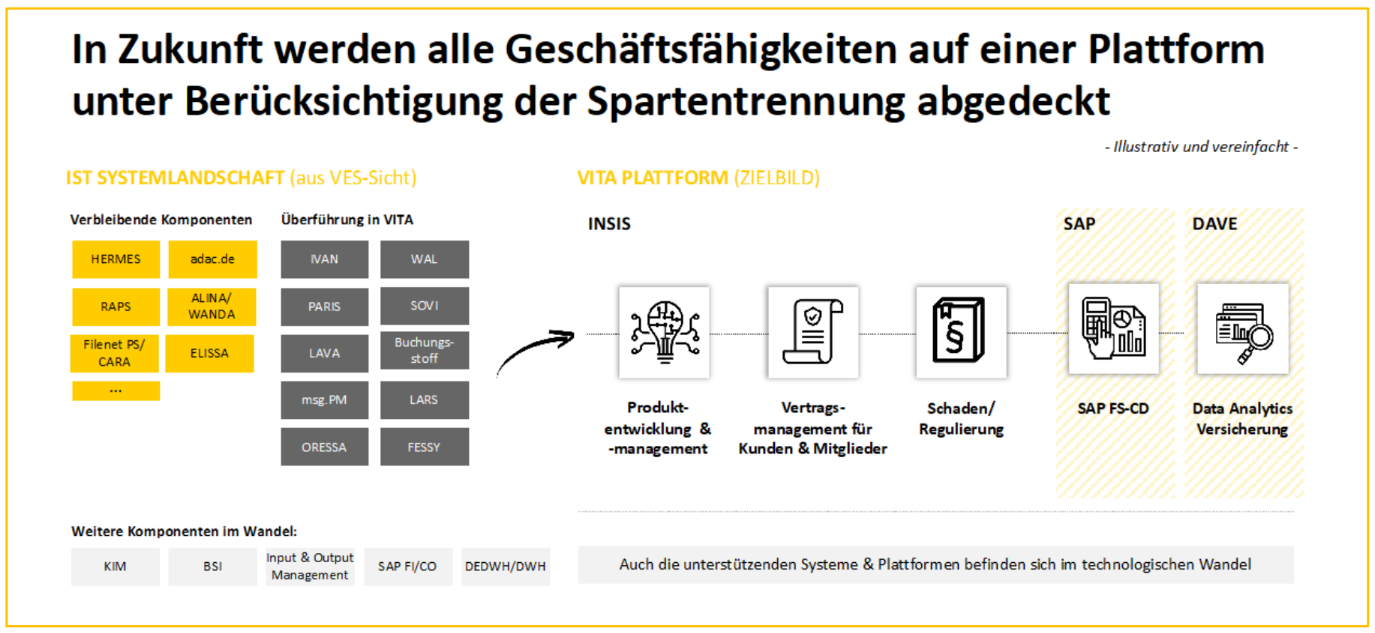 In Zukunft werden alle Geschäftsfähigkeiten auf einer Plattform
unter Berücksichtigung der Spartentrennung abgedeckt
- Illustrativ und vereinfacht -
IST SYSTEMLANDSCHAFT (aus VES-Sicht)
Verbleibende Komponenten
HERMES
adac.de
RAPS
ALINA/
WANDA
Filenet PS/
CARA
ELISSA
...
Überführung in VITA
IVAN
WAL
PARIS
SOVI
LAVA
Buchungs-
stoff
msg.PM
LARS
ORESSA
FESSY
Weitere Komponenten im Wandel:
KIM
BSI
Input & Output
Management
SAP FI/CO
DEDWH/DWH
VITA PLATTFORM (ZIELBILD)
INSIS
SAP
DAVE
§
Produkt-
entwicklung &
-management
Vertrags-
management für
Kunden & Mitglieder
Schaden/
Regulierung
SAP FS-CD
Data Analytics
Versicherung
Auch die unterstützenden Systeme & Plattformen befinden sich im technologischen Wandel